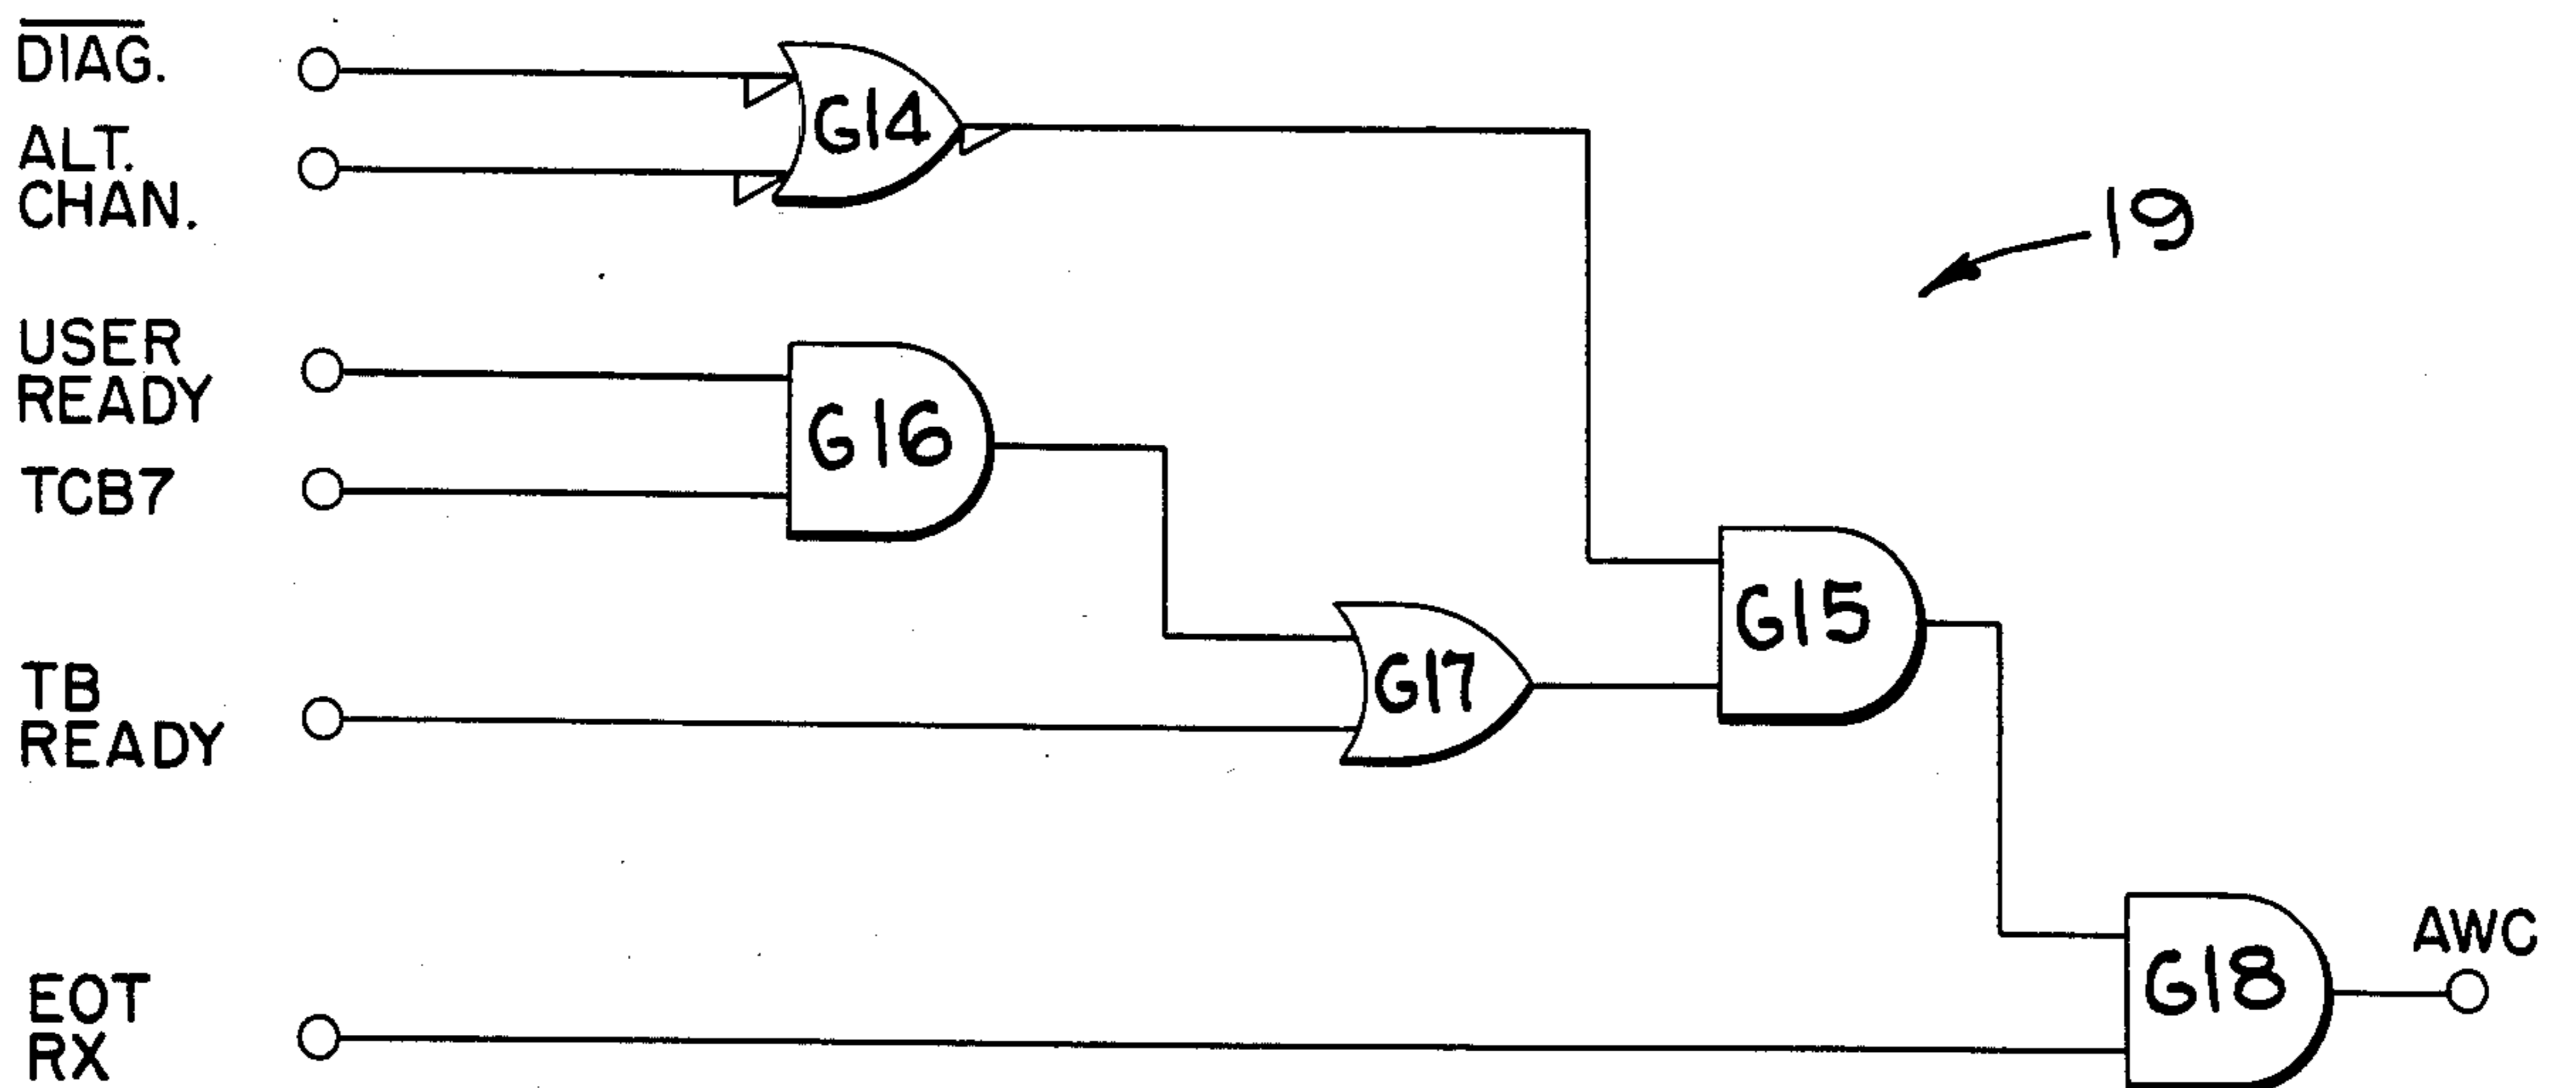 DIAG.
ALT.
CHAN.
G14
19
USER
READY
G16
TCB7
G15
G17
TB
READY
AWC
G18
EOT
RX